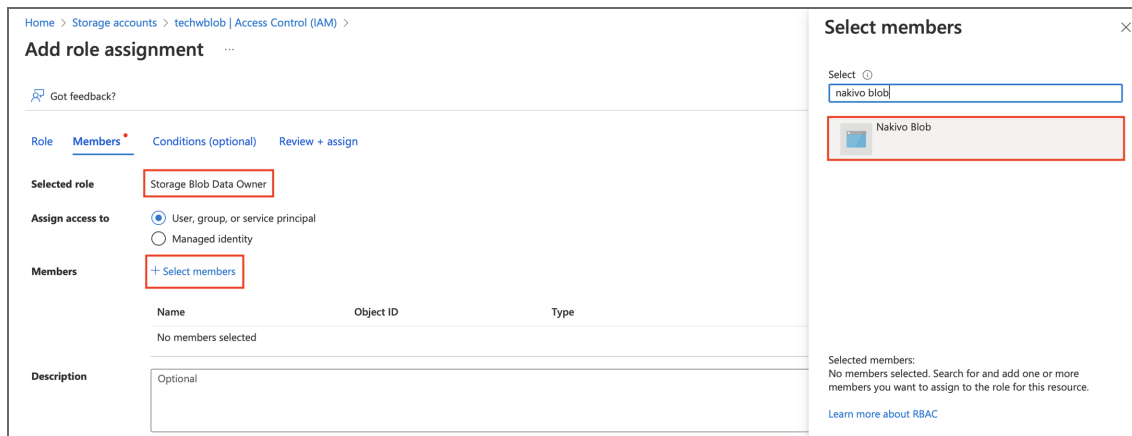 Home > Storage accounts > techwblob | Access Control (IAM) >
Add role assignment ...
Got feedback?
Role Members Conditions (optional) Review + assign
Selected role Storage Blob Data Owner
Assign access to User, group, or service principal
Managed identity
Members + Select members
Name Object ID Type
No members selected
Description Optional
Select members
Select
nakivo blob
Nakivo Blob
Selected members:
No members selected. Search for and add one or more
members you want to assign to the role for this resource.
Learn more about RBAC